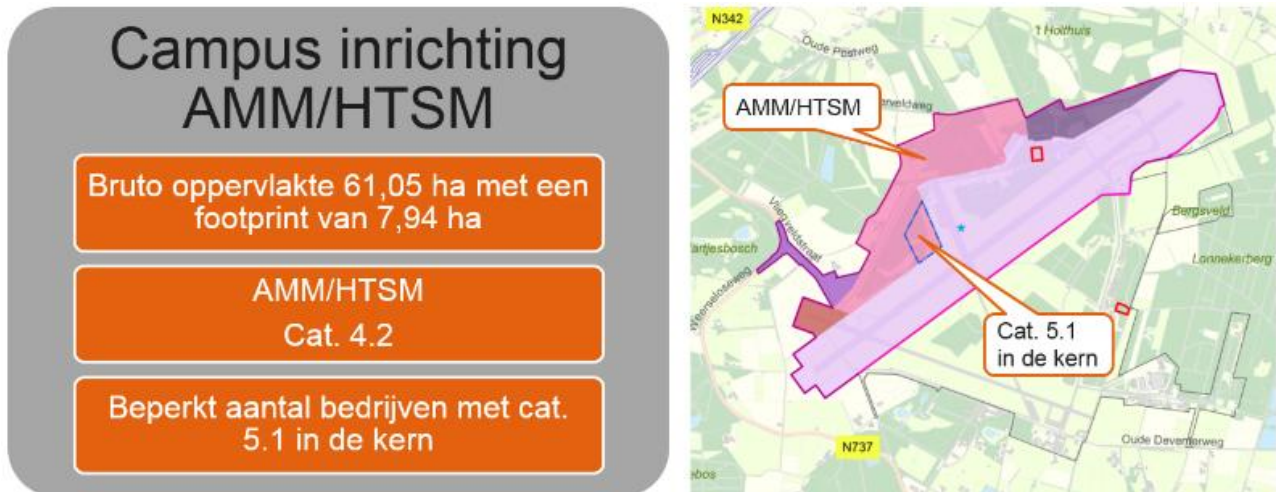 Campus inrichting
AMM/HTSM
Bruto oppervlakte 61,05 ha met een
footprint van 7,94 ha
AMM/HTSM
Cat. 4.2
Beperkt aantal bedrijven met cat.
5.1 in de kern
N342
't Holthuis
Oude Postweg
AMM/HTSM
Vliegveldstraat
Bergsveld
Lonnekerberg
Weerseloseweg
Cat. 5.1
in de kern
N737
Oude Deventerweg